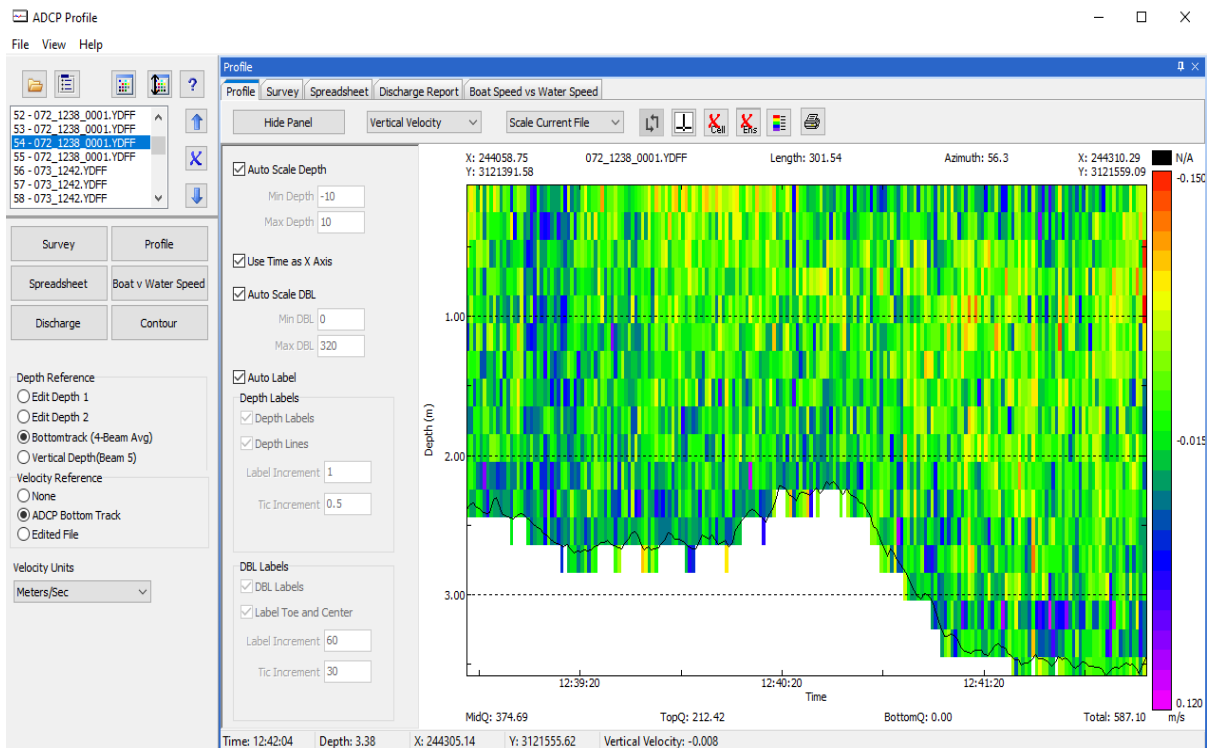 ADCP Profile
File View Help
52 - 072_1238_0001.YDFF
53 - 072_1238_0001.YDFF
54 - 072_1238_0001.YDFF
55 - 072_1238_0001.YDFF
56 - 073_1242.YDFF
57 - 073_1242.YDFF
58 - 073_1242.YDFF
Survey
Profile
Spreadsheet
Boat v Water Speed
Discharge
Contour
Depth Reference
Edit Depth 1
Edit Depth 2
Bottomtrack (4-Beam Avg)
Vertical Depth(Beam 5)
Velocity Reference
None
ADCP Bottom Track
Edited File
Velocity Units
Meters/Sec
Profile
Profile Survey Spreadsheet Discharge Report Boat Speed vs Water Speed
Hide Panel
Vertical Velocity
Scale Current File
Cell
Ens
Auto Scale Depth
Min Depth -10
Max Depth 10
Use Time as X Axis
Auto Scale DBL
Min DBL 0
Max DBL 320
Auto Label
Depth Labels
Depth Labels
Depth Lines
Label Increment 1
Tic Increment 0.5
DBL Labels
DBL Labels
Label Toe and Center
Label Increment 60
Tic Increment 30
X: 244058.75 072_1238_0001.YDFF Length: 301.54 Azimuth: 56.3 X: 244310.29
Y: 3121391.58 Y: 3121559.09
N/A
-0.150
-0.015
0.120
m/s
Depth (m)
1.00
2.00
3.00
12:39:20 12:40:20 12:41:20
Time
MidQ: 374.69 TopQ: 212.42 BottomQ: 0.00 Total: 587.10
Time: 12:42:04 Depth: 3.38 X: 244305.14 Y: 3121555.62 Vertical Velocity: -0.008